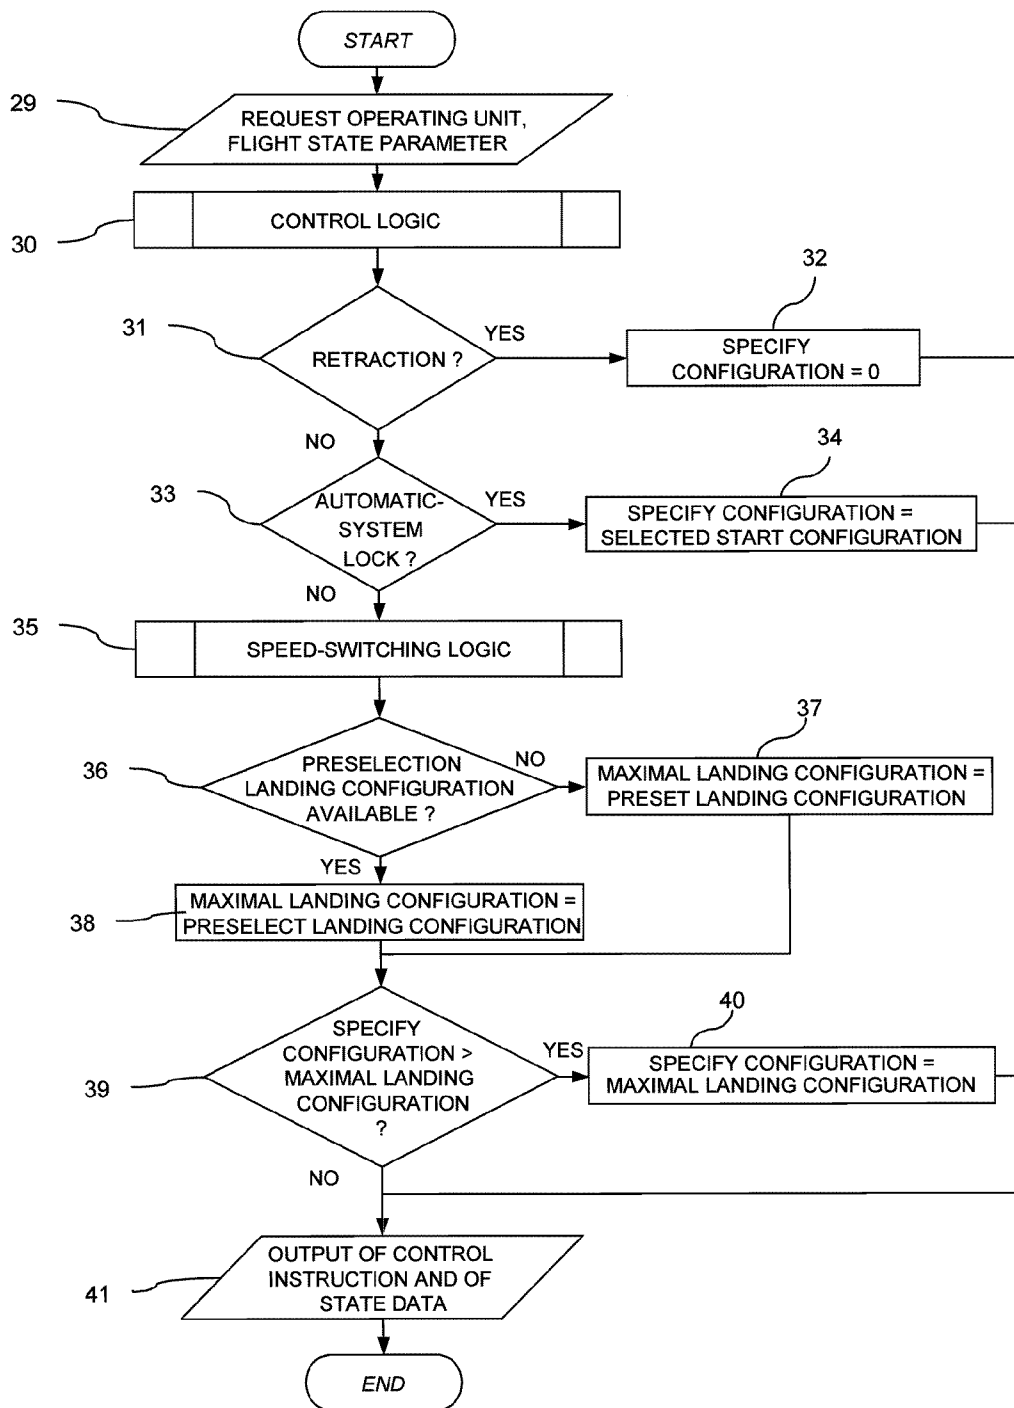 START
29
REQUEST OPERATING UNIT,
FLIGHT STATE PARAMETER
30
CONTROL LOGIC
31
RETRACTION ?
YES
32
SPECIFY
CONFIGURATION = 0
NO
33
AUTOMATIC-
SYSTEM
LOCK ?
YES
34
SPECIFY CONFIGURATION =
SELECTED START CONFIGURATION
NO
35
SPEED-SWITCHING LOGIC
36
PRESELECTION
LANDING CONFIGURATION
AVAILABLE ?
NO
37
MAXIMAL LANDING CONFIGURATION =
PRESET LANDING CONFIGURATION
YES
38
MAXIMAL LANDING CONFIGURATION =
PRESELECT LANDING CONFIGURATION
39
SPECIFY
CONFIGURATION >
MAXIMAL LANDING
CONFIGURATION
?
YES
40
SPECIFY CONFIGURATION =
MAXIMAL LANDING CONFIGURATION
NO
41
OUTPUT OF CONTROL
INSTRUCTION AND OF
STATE DATA
END